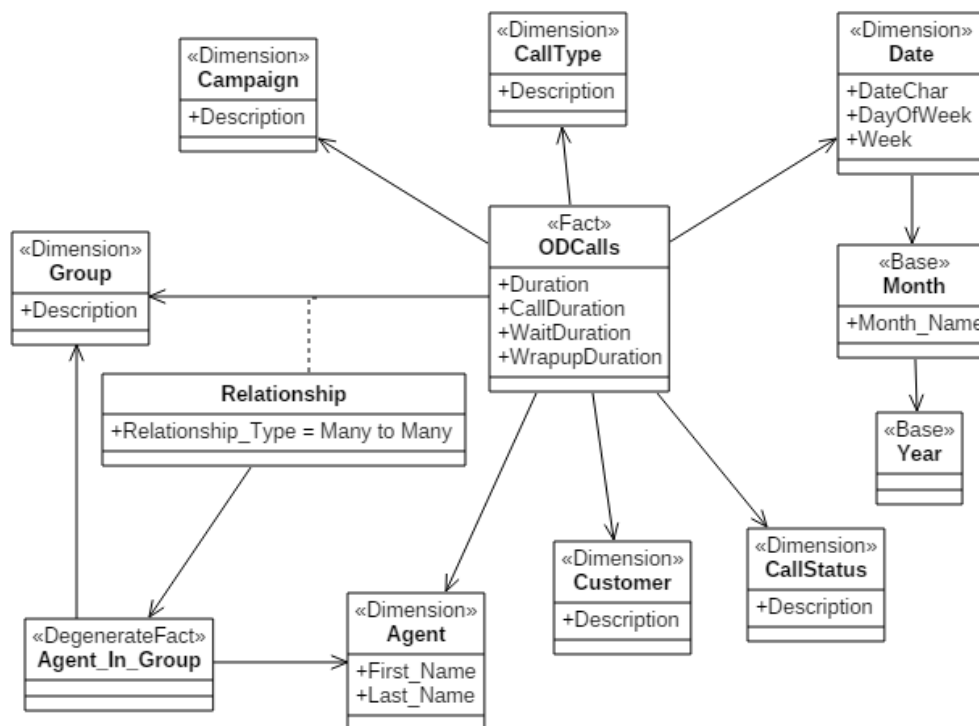 «Dimension»
Campaign
+Description
«Dimension»
CallType
+Description
«Dimension»
Date
+DateChar
+DayOfWeek
+Week
«Dimension»
Group
+Description
«Fact»
ODCalls
+Duration
+CallDuration
+WaitDuration
+WrapupDuration
«Base»
Month
+Month_Name
Relationship
+Relationship_Type = Many to Many
«Base»
Year
«DegenerateFact»
Agent_In_Group
«Dimension»
Agent
+First_Name
+Last_Name
«Dimension»
Customer
+Description
«Dimension»
CallStatus
+Description